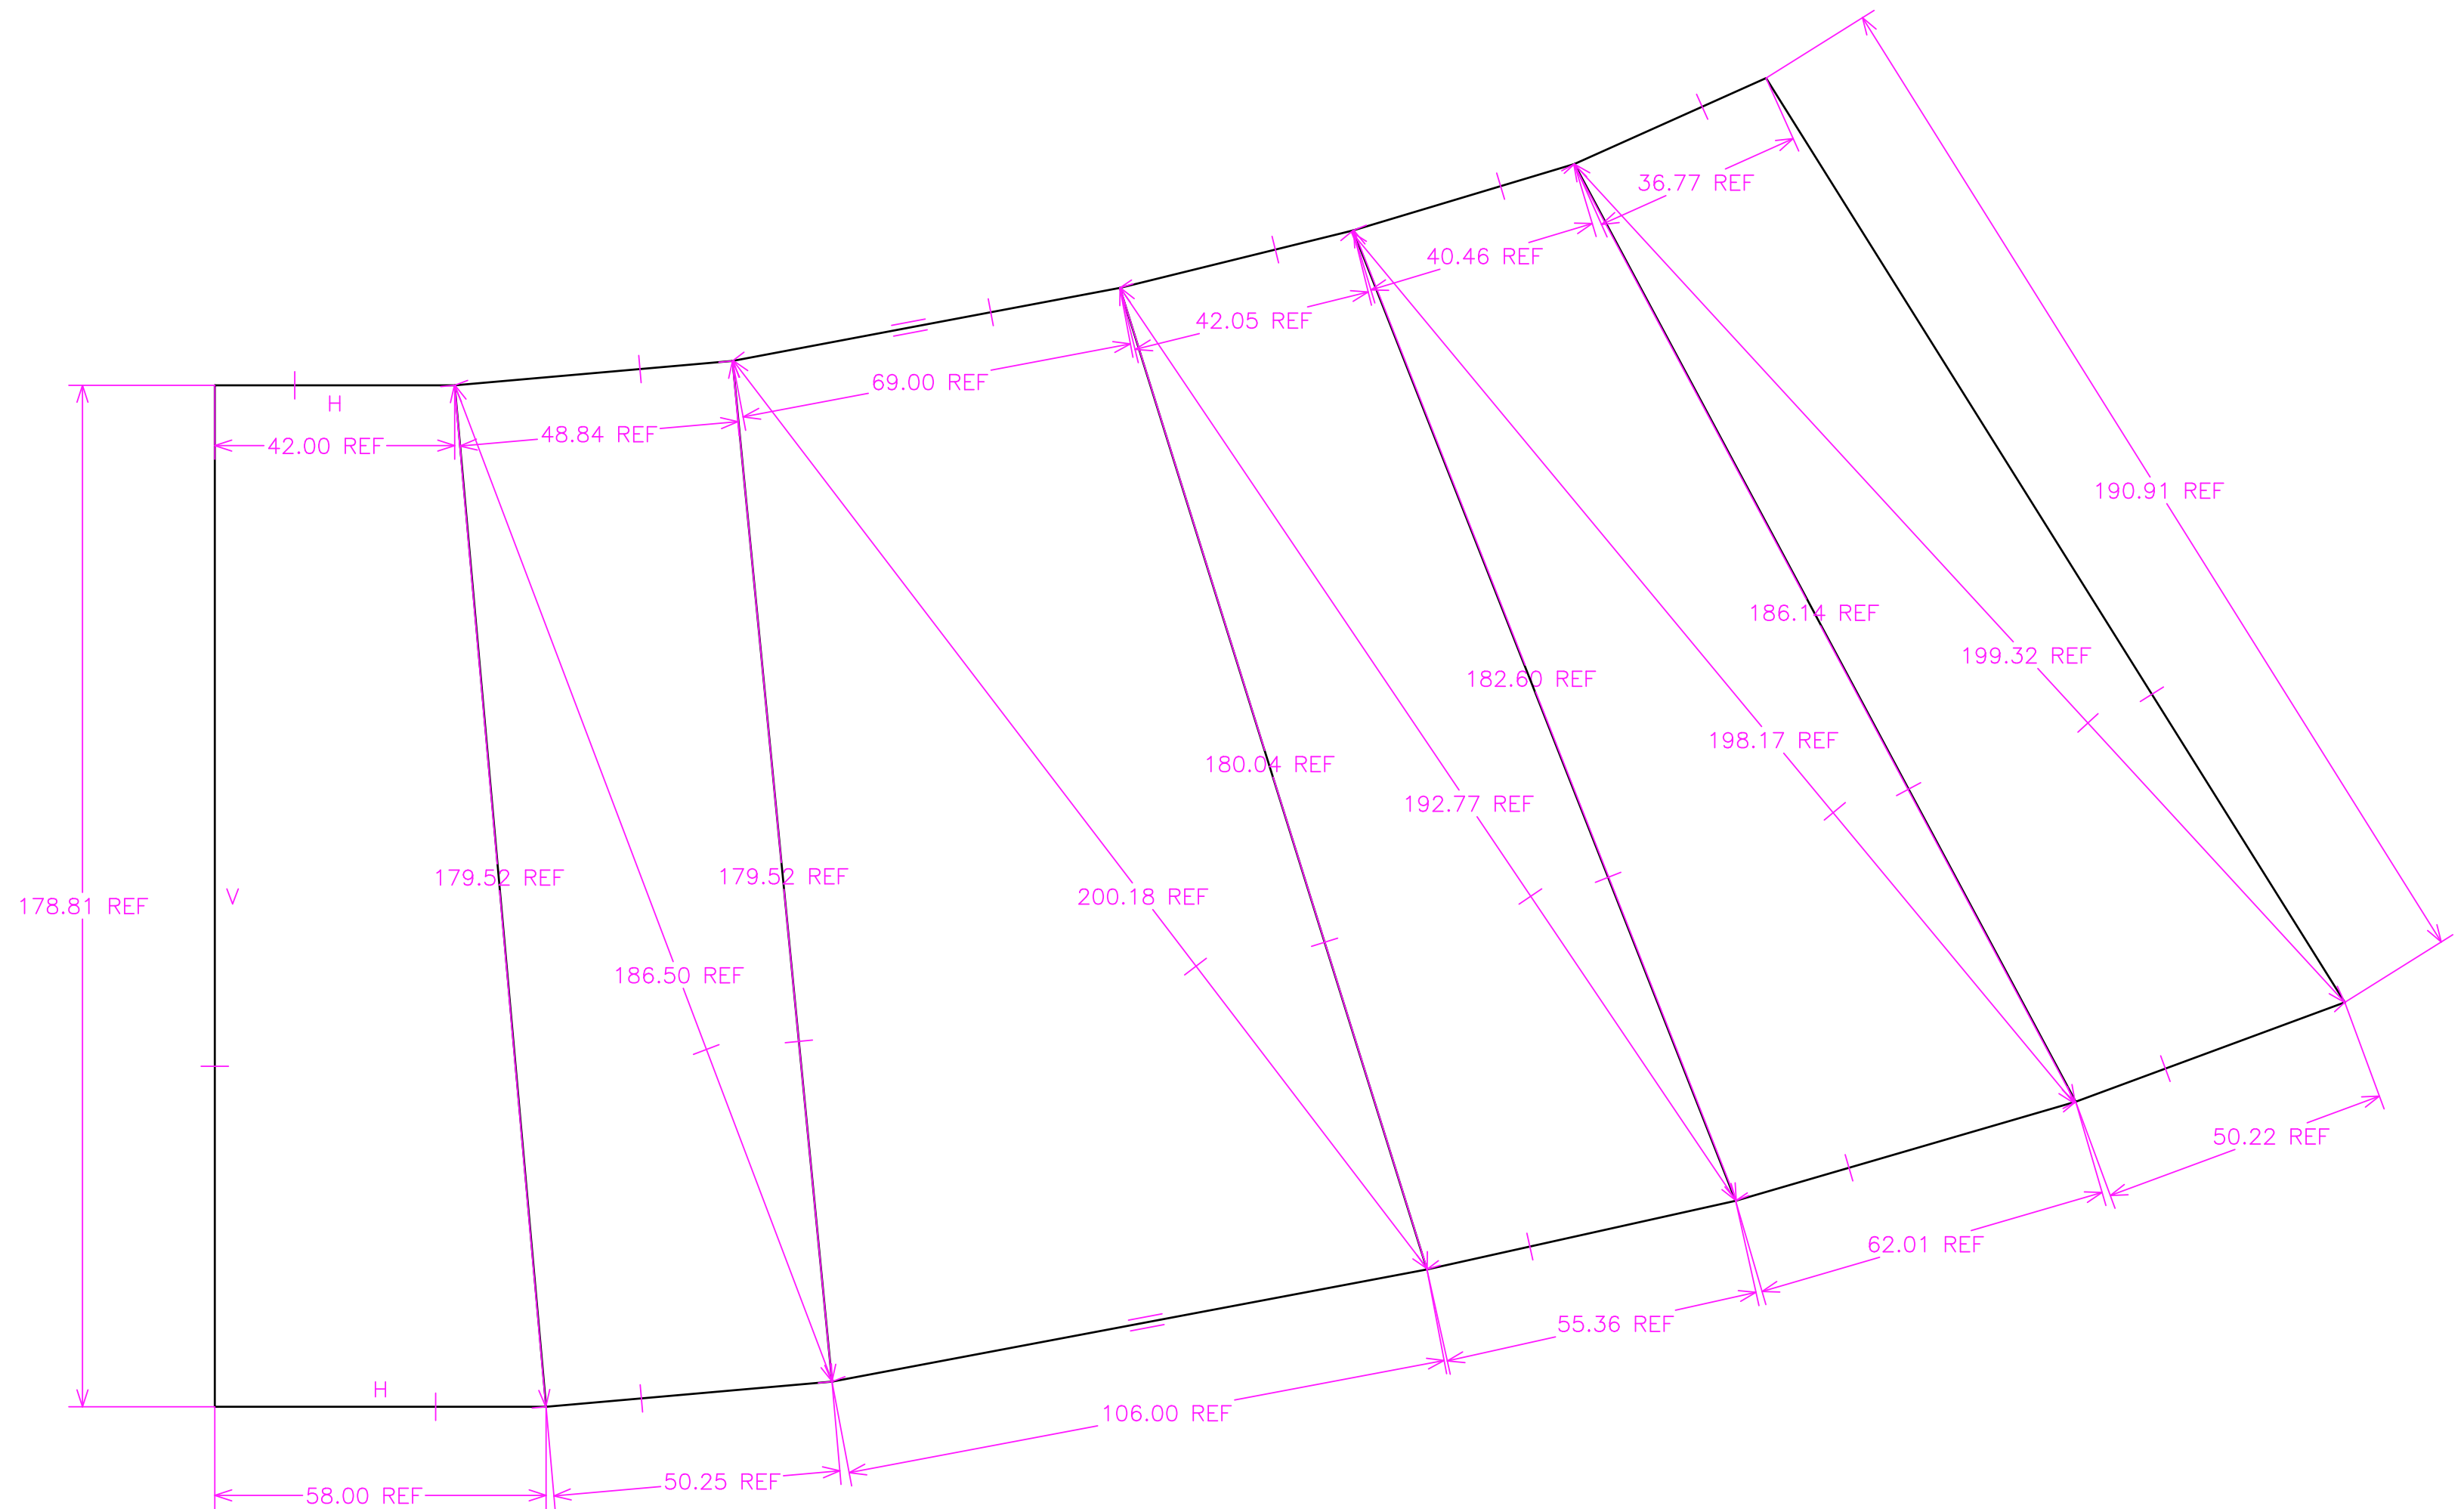 36.77 REF
40.46 REF
42.05 REF
69.00 REF
H
48.84 REF
42.00 REF
190.91 REF
186.14 REF
199.32 REF
182.60 REF
198.17 REF
180.04 REF
192.77 REF
179.52 REF
179.52 REF
200.18 REF
V
178.81 REF
186.50 REF
50.22 REF
62.01 REF
55.36 REF
H
106.00 REF
50.25 REF
58.00 REF